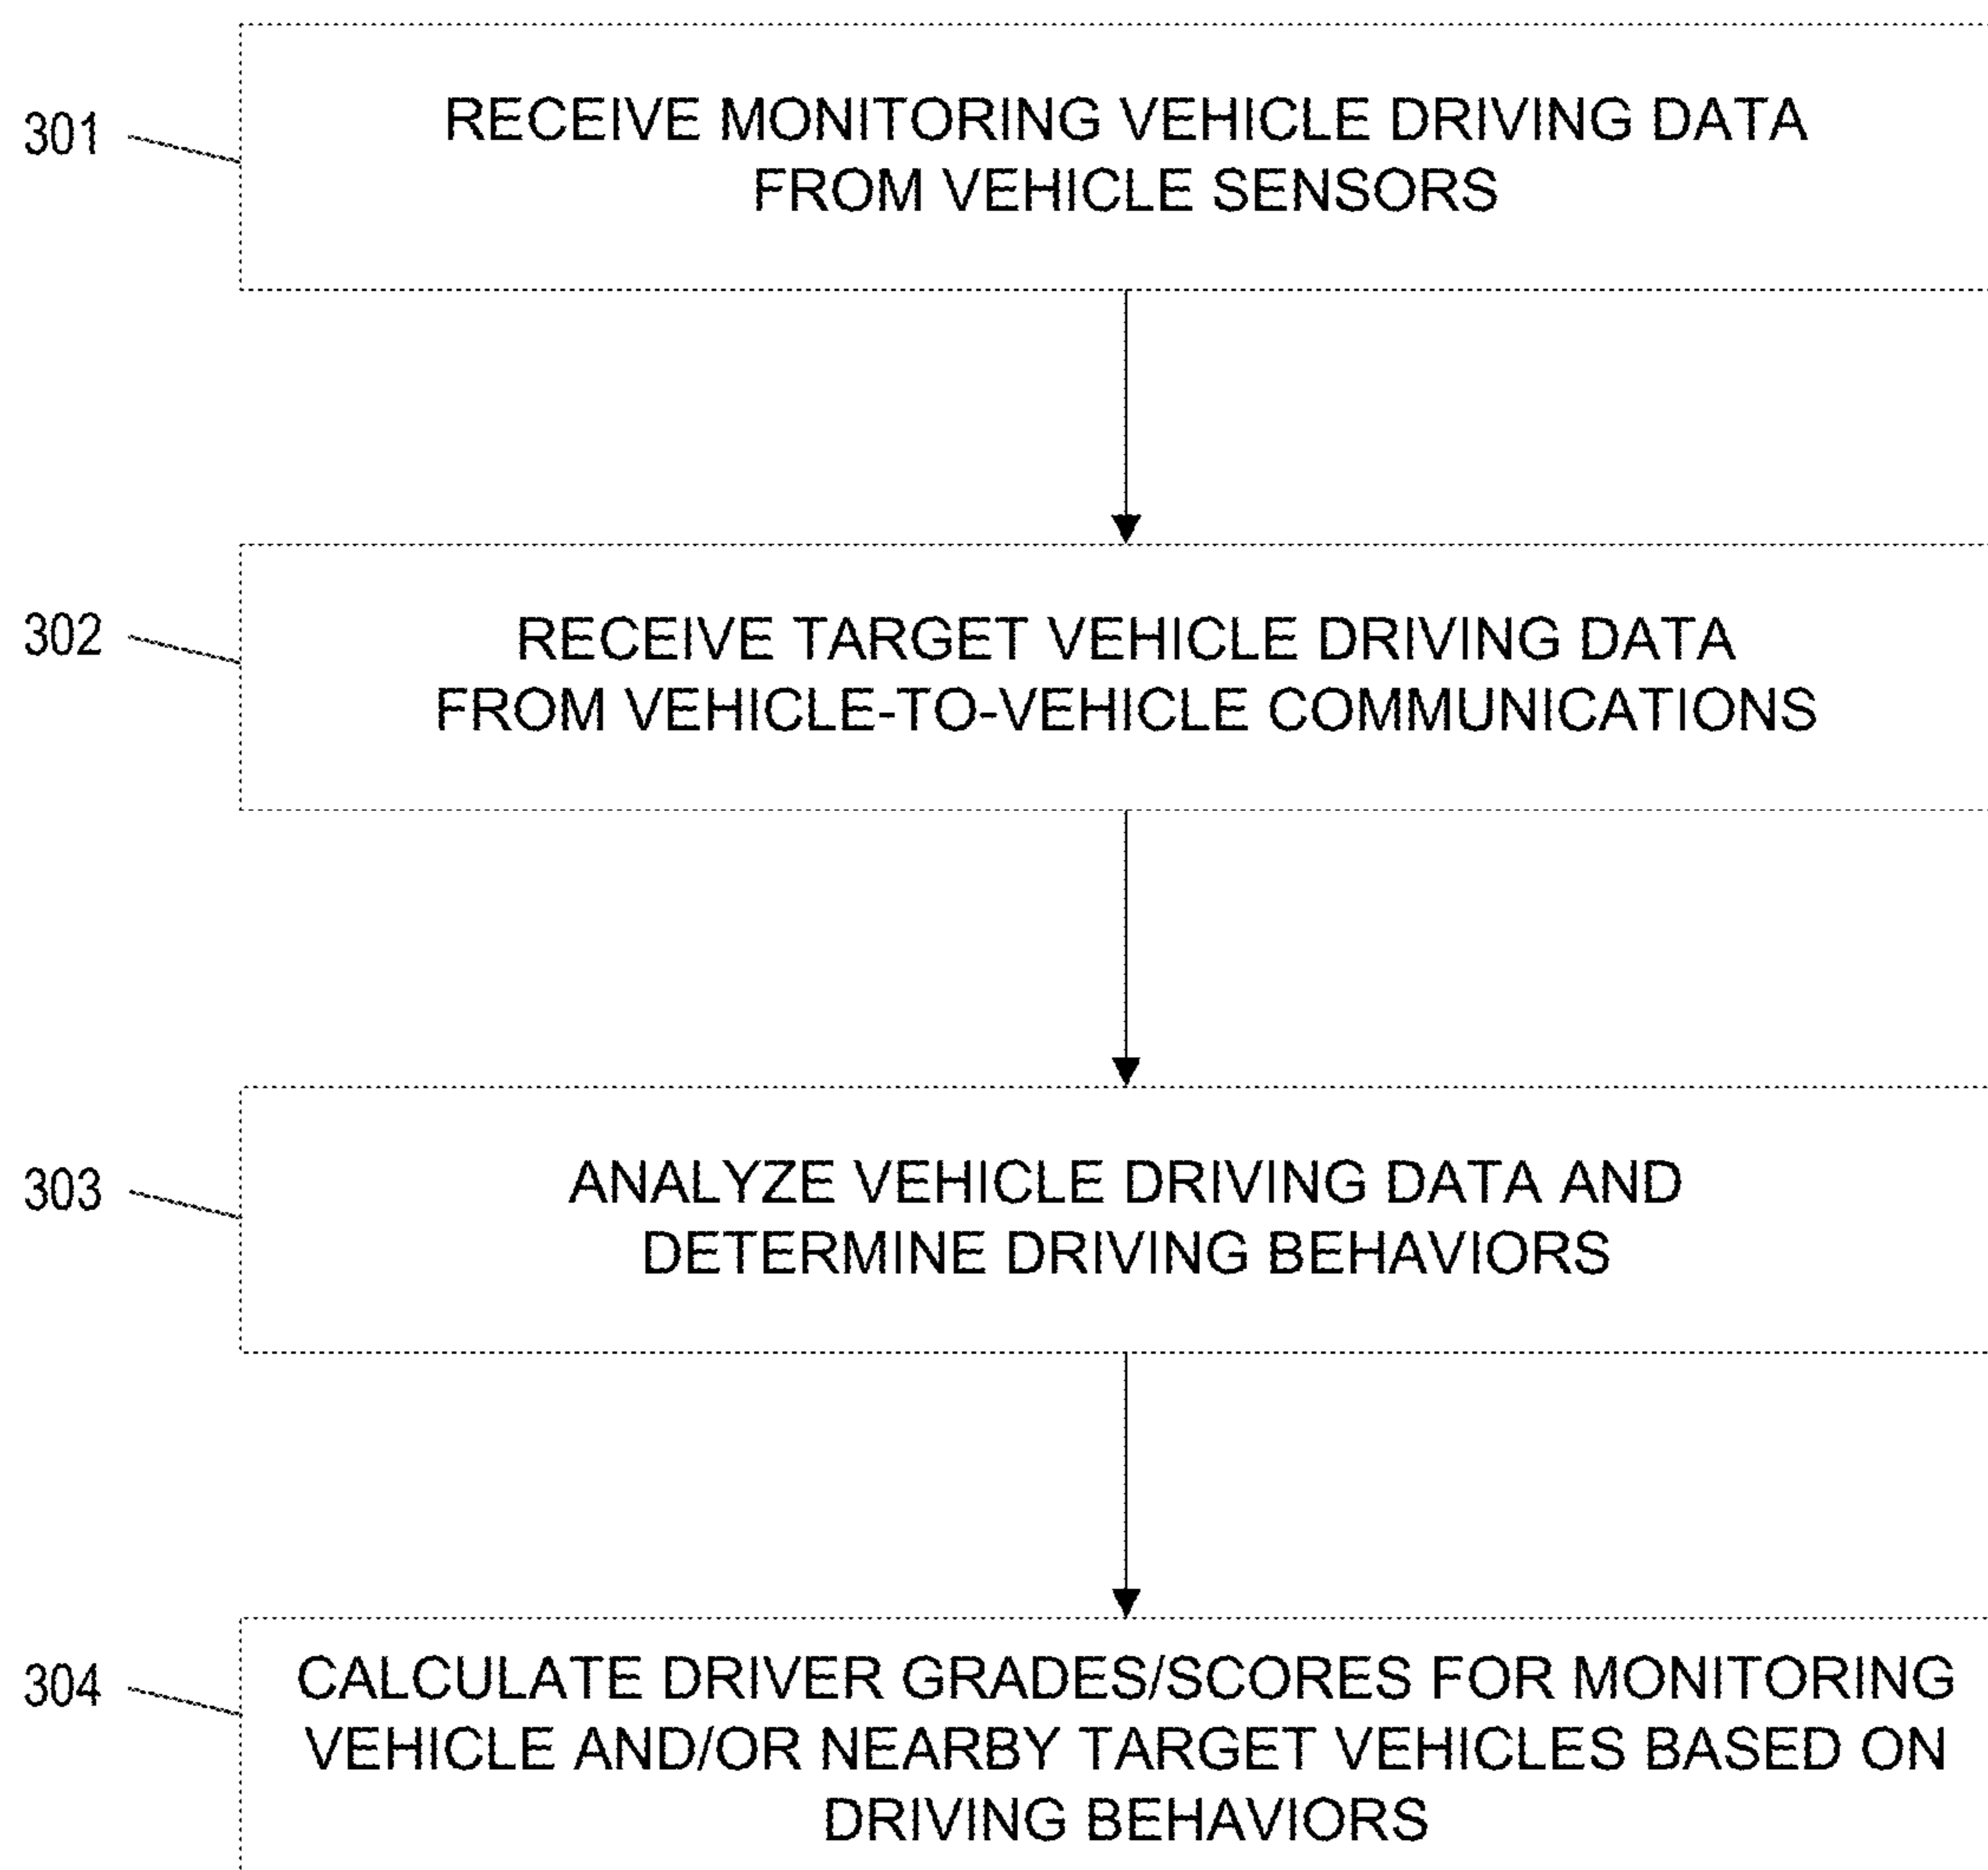 301
RECEIVE MONITORING VEHICLE DRIVING DATA
FROM VEHICLE SENSORS
302
RECEIVE TARGET VEHICLE DRIVING DATA
FROM VEHICLE-TO-VEHICLE COMMUNICATIONS
303
ANALYZE VEHICLE DRIVING DATA AND
DETERMINE DRIVING BEHAVIORS
304
CALCULATE DRIVER GRADES/SCORES FOR MONITORING
VEHICLE AND/OR NEARBY TARGET VEHICLES BASED ON
DRIVING BEHAVIORS